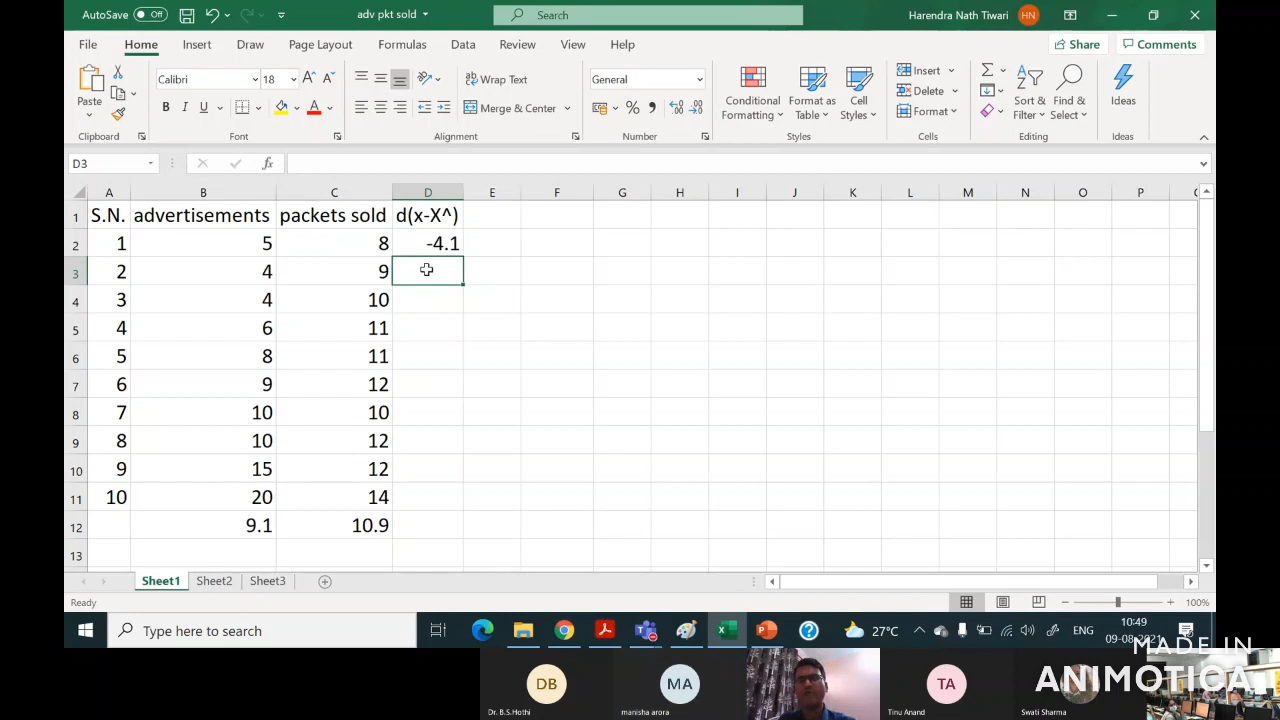 AutoSave Off
adv pkt sold
Search
Harendra Nath Tiwari HN
File Home Insert Draw Page Layout Formulas Data Review View Help
Share Comments
Paste
Calibri 18
B I U
Wrap Text
Merge & Center
General
Conditional Formatting
Format as Table
Cell Styles
Insert
Delete
Format
Sort & Filter
Find & Select
Ideas
Clipboard Font Alignment Number Styles Cells Editing Ideas
D3 fx
A B C D E F G H I J K L M N O P
1 S.N. advertisements packets sold d(x-X^)
2 1 5 8 -4.1
3 2 4 9
4 3 4 10
5 4 6 11
6 5 8 11
7 6 9 12
8 7 10 10
9 8 10 12
10 9 15 12
11 10 20 14
12 9.1 10.9
13
Sheet1 Sheet2 Sheet3
Ready 100%
Type here to search
27°C ENG
10:49
09-08-2021
MADE IN
ANIMOTICA
DB
Dr. B.S.Hothi
MA
manisha arora
TA
Tinu Anand
Swati Sharma